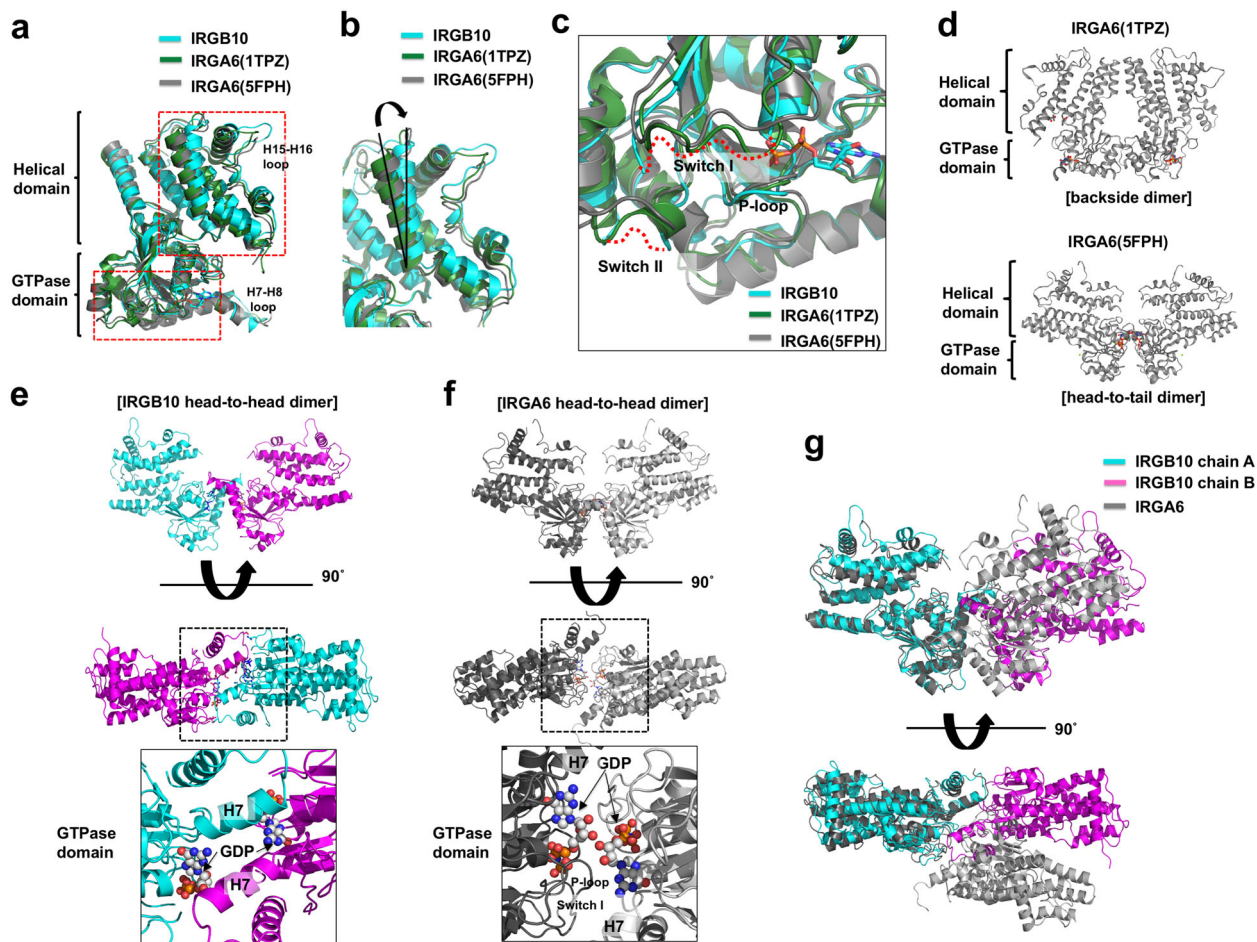 a
IRGB10
IRGA6(1TPZ)
IRGA6(5FPH)
Helical
domain
GTPase
domain
H15-H16
loop
H7-H8
loop
b
IRGB10
IRGA6(1TPZ)
IRGA6(5FPH)
c
Switch I
P-loop
Switch II
IRGB10
IRGA6(1TPZ)
IRGA6(5FPH)
d
IRGA6(1TPZ)
Helical
domain
GTPase
domain
[backside dimer]
IRGA6(5FPH)
Helical
domain
GTPase
domain
[head-to-tail dimer]
e
[IRGB10 head-to-head dimer]
90°
GTPase
domain
H7
GDP
H7
f
[IRGA6 head-to-head dimer]
90°
GTPase
domain
H7 GDP
P-loop
Switch I
H7
g
IRGB10 chain A
IRGB10 chain B
IRGA6
90°